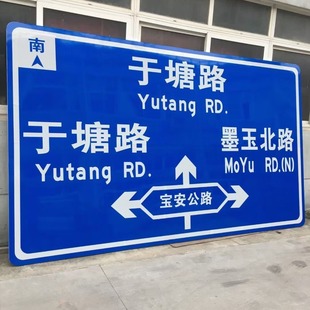 南
于塘路
Yutang RD.
于塘路
Yutang RD.
墨玉北路
MoYu RD.(N)
宝安公路